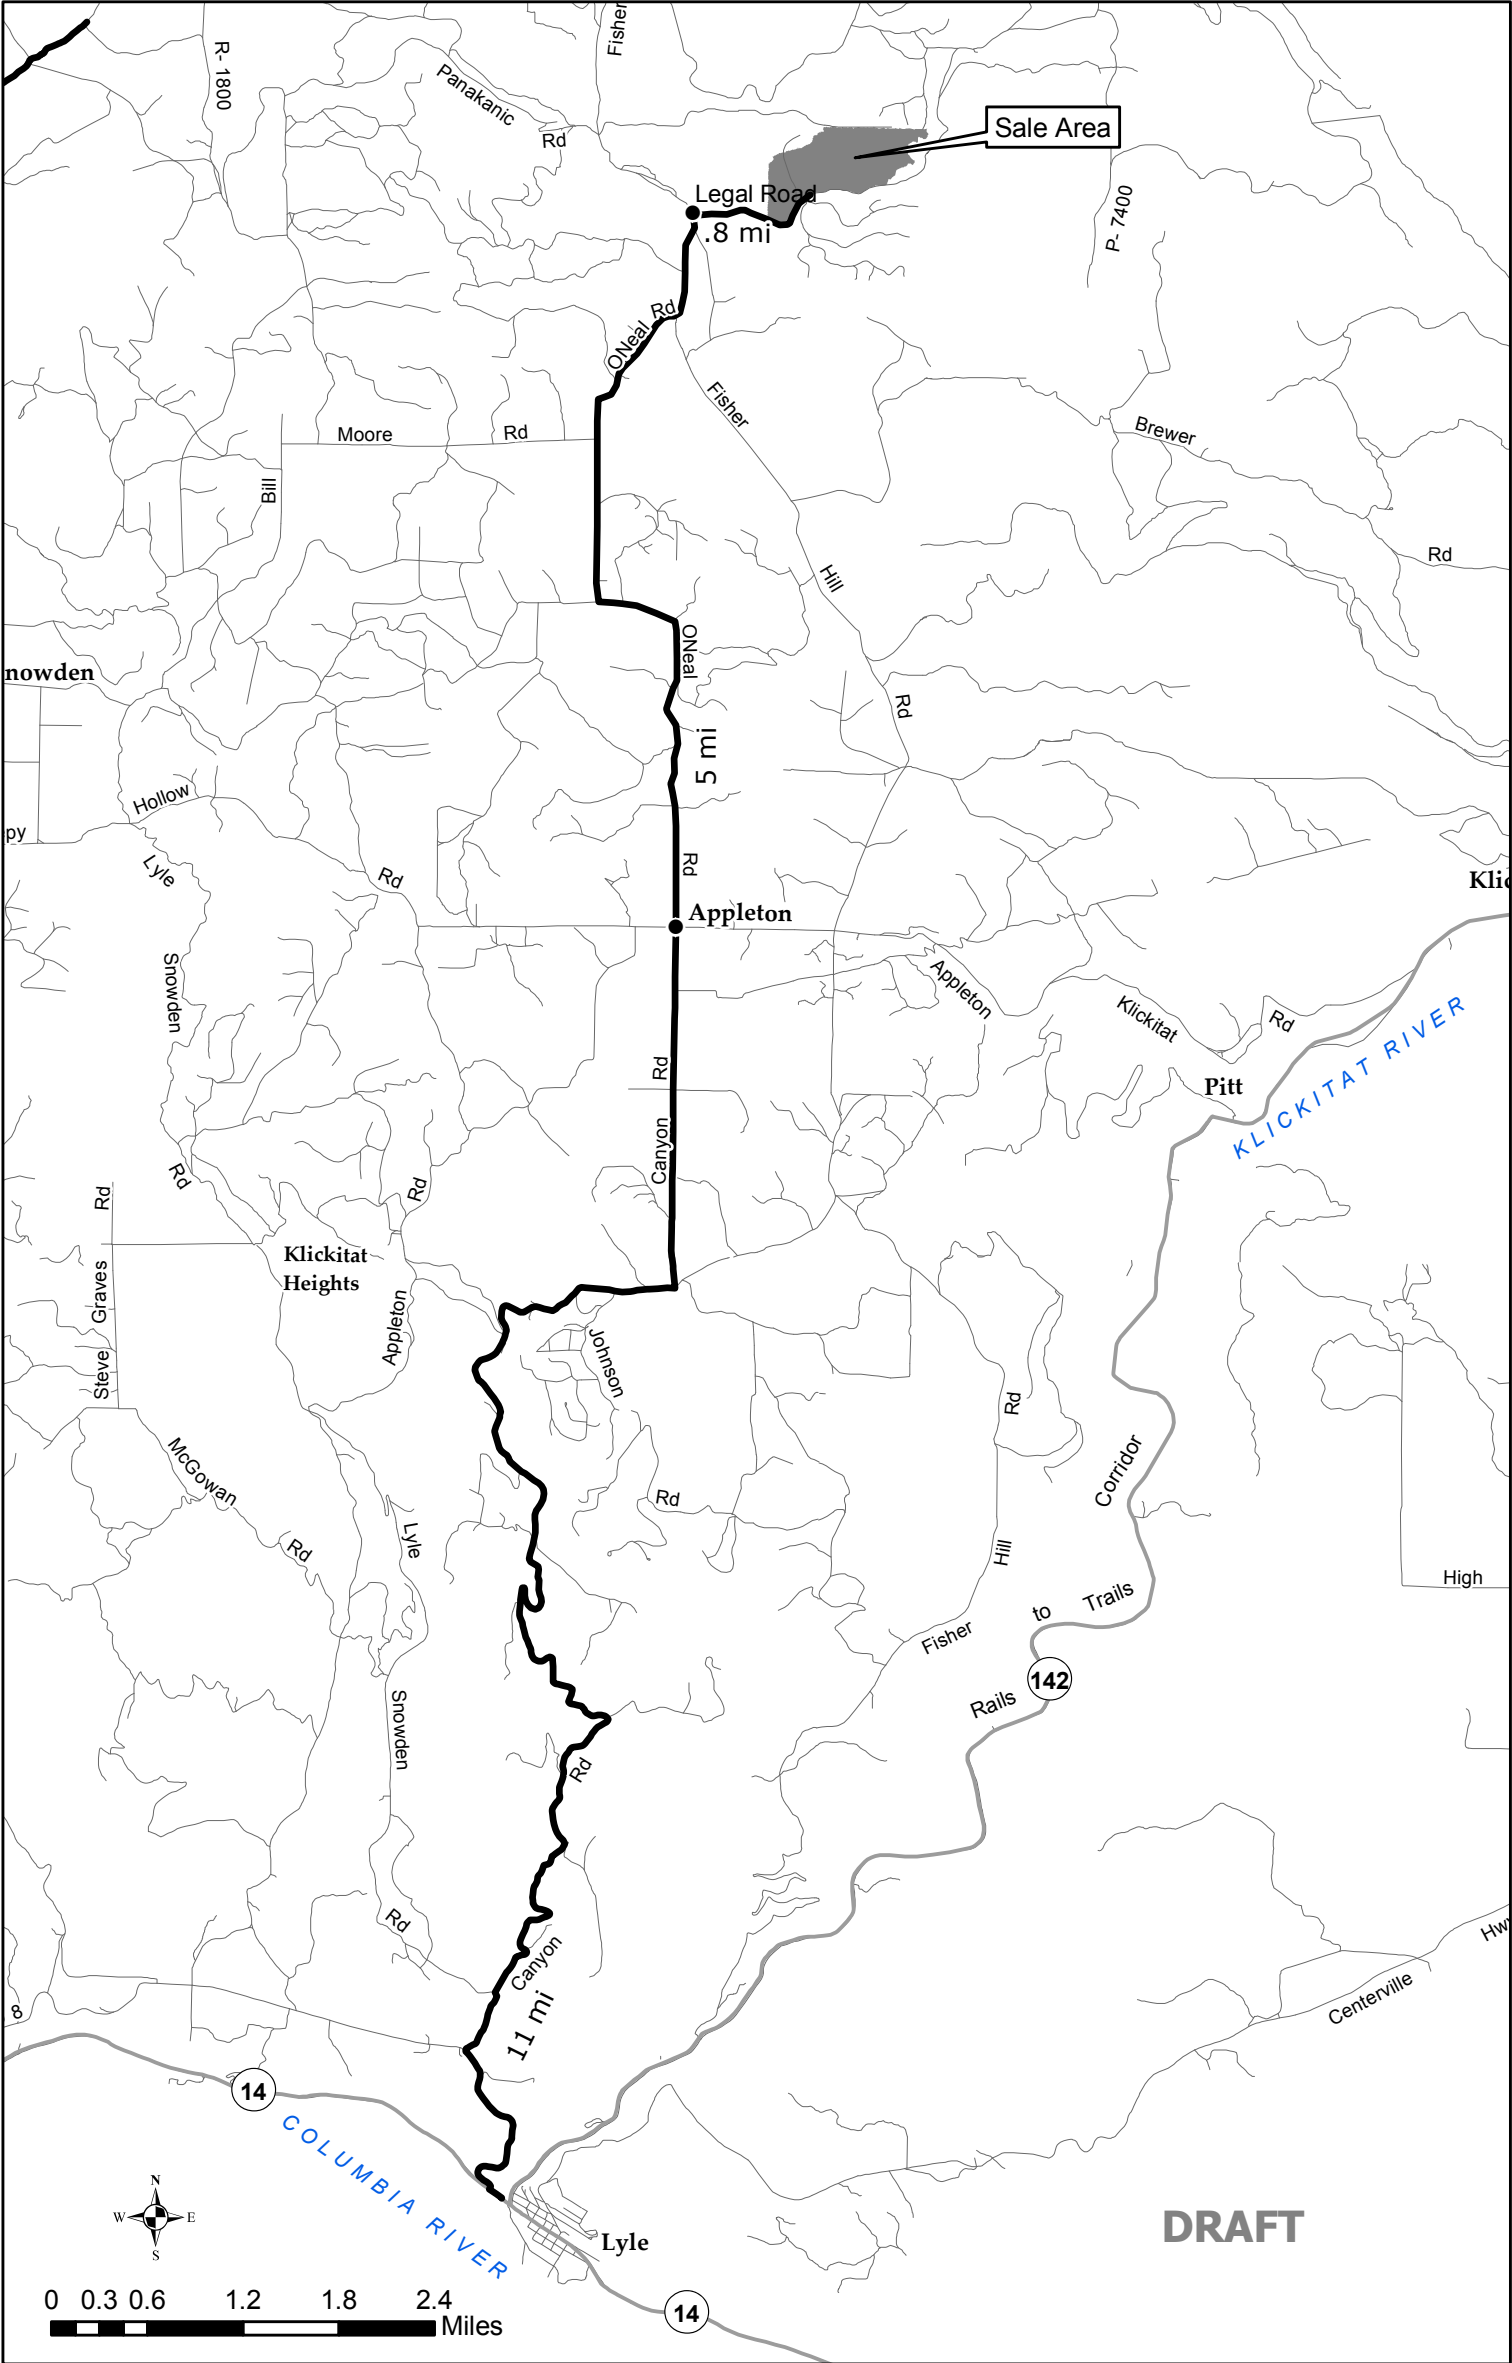 Fisher
R- 1800
Panakanic
Rd
Sale Area
Legal Road
.8 mi
P- 7400
Rd
ONeal
Fisher
Moore
Rd
Brewer
Bill
Rd
Hill
ONeal
nowden
Rd
5 mi
Hollow
py
Lyle
Rd
Rd
Klic
Appleton
Snowden
Appleton
Klickitat
Rd
KLICKITAT RIVER
Rd
Pitt
Canyon
Rd
Rd
Rd
Klickitat
Heights
Graves
Appleton
Johnson
Steve
Rd
Corridor
McGowan
Rd
Lyle
Rd
Hill
High
to
Trails
Fisher
142
Rails
Snowden
Rd
Rd
Hwy
Canyon
Centerville
8
11 mi
14
COLUMBIA RIVER
N
W
E
S
DRAFT
Lyle
0 0.3 0.6 1.2 1.8 2.4
Miles
14